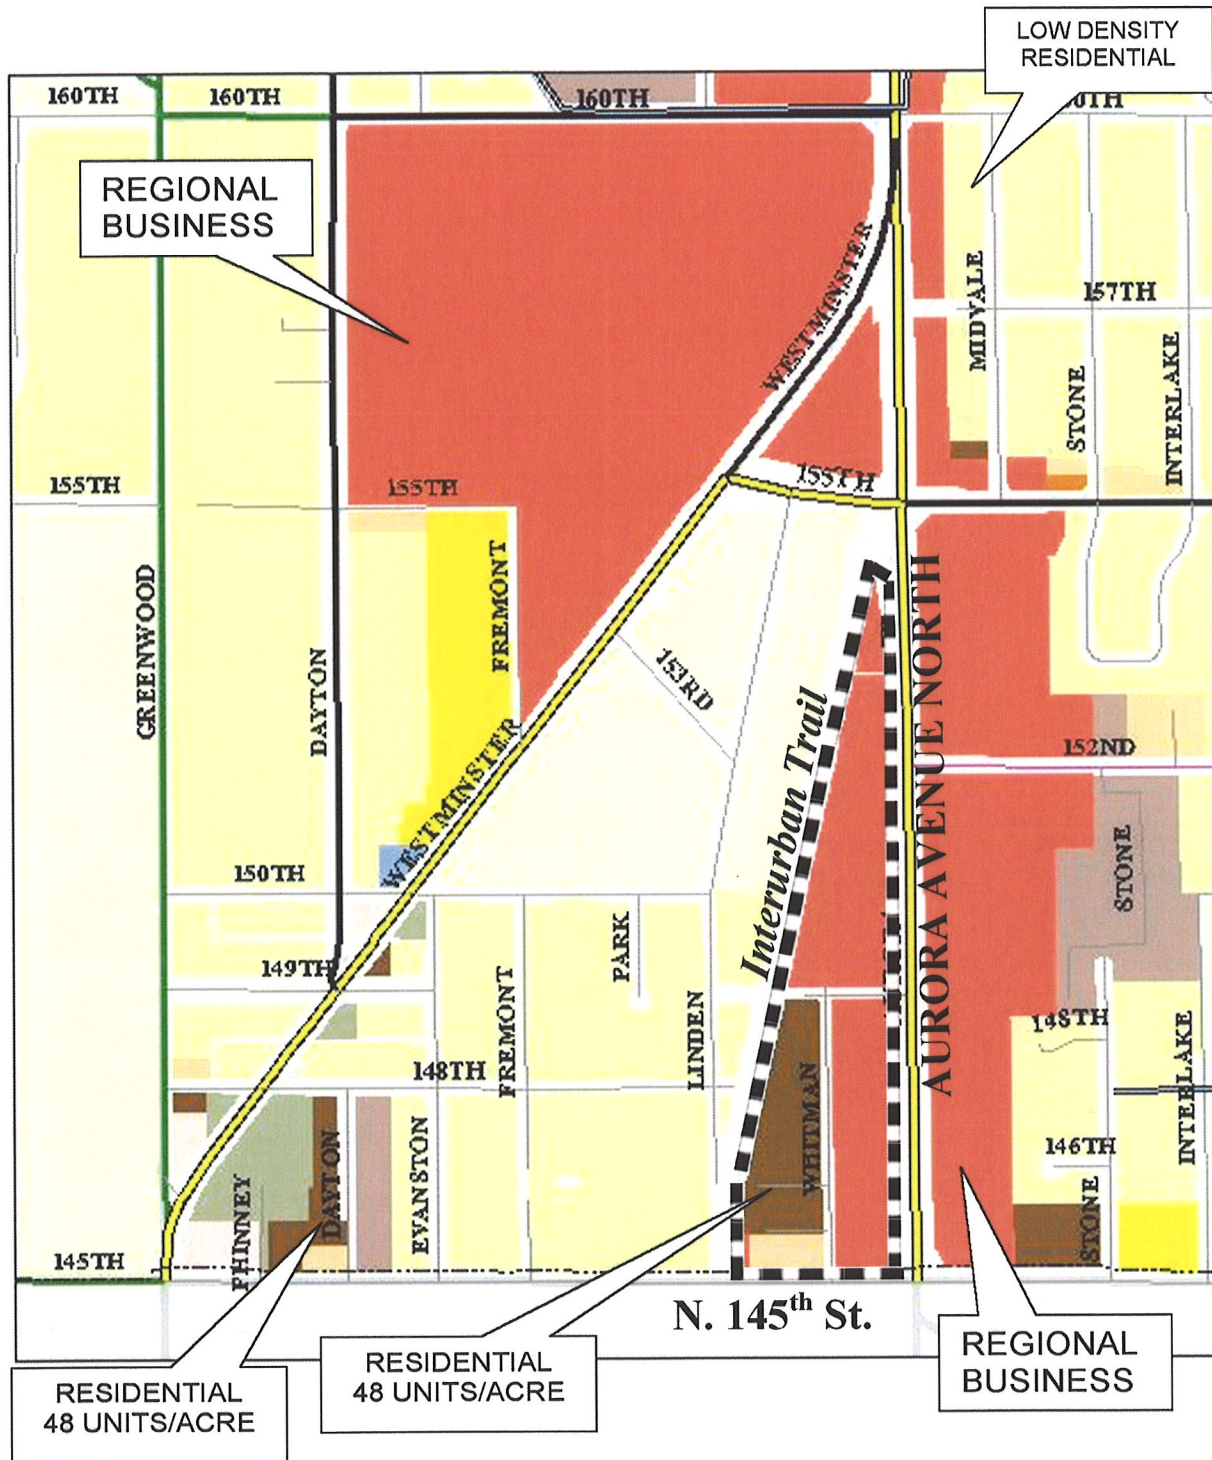 LOW DENSITY
RESIDENTIAL
160TH
160TH
160TH
REGIONAL
BUSINESS
WESTMINSTER
MIDVALE
157TH
STONE
INTERLAKE
155TH
155TH
155TH
GREENWOOD
DAYTON
FREMONT
153RD
WESTMINSTER
Interurban Trail
AURORA AVENUE NORTH
152ND
STONE
150TH
149TH
PARK
FREMONT
LINDEN
148TH
148TH
WHITMAN
INTERLAKE
146TH
PHINNEY
DAYTON
EVANSTON
STONE
145TH
N. 145th St.
RESIDENTIAL
48 UNITS/ACRE
RESIDENTIAL
48 UNITS/ACRE
REGIONAL
BUSINESS